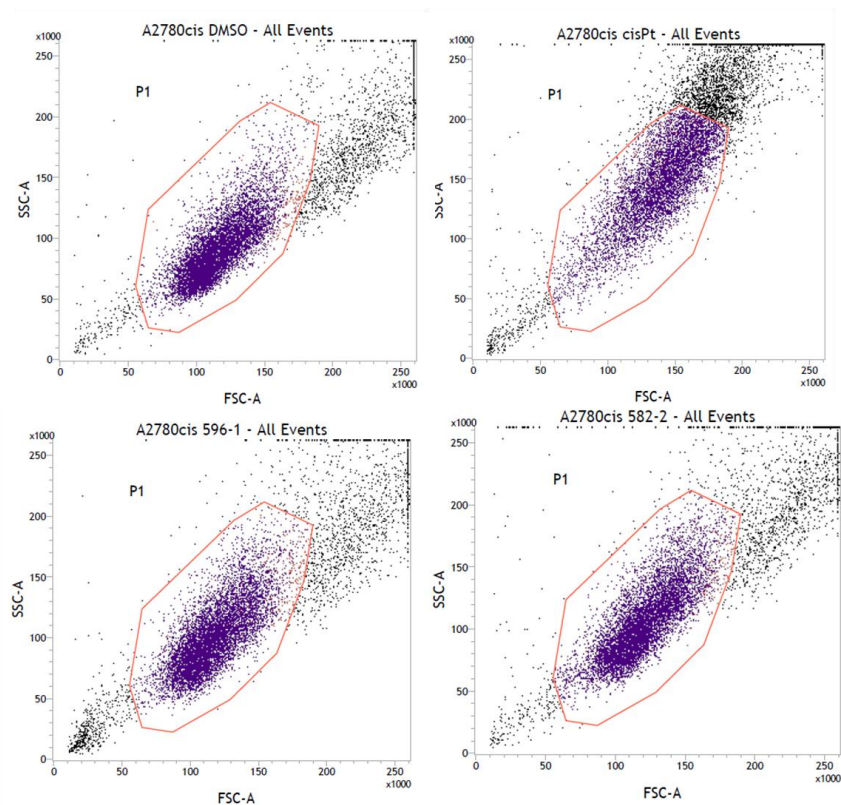 A2780cis DMSO - All Events
x1000
250
200
150
100
50
0
SSC-A
P1
0
50
100
150
200
250
x1000
FSC-A
A2780cis cisPt - All Events
x1000
250
200
150
100
50
0
SSC-A
P1
0
50
100
150
200
250
x1000
FSC-A
A2780cis 596-1 - All Events
x1000
250
200
150
100
50
0
SSC-A
P1
0
50
100
150
200
250
x1000
FSC-A
A2780cis 582-2 - All Events
x1000
250
200
150
100
50
0
SSC-A
P1
0
50
100
150
200
250
x1000
FSC-A